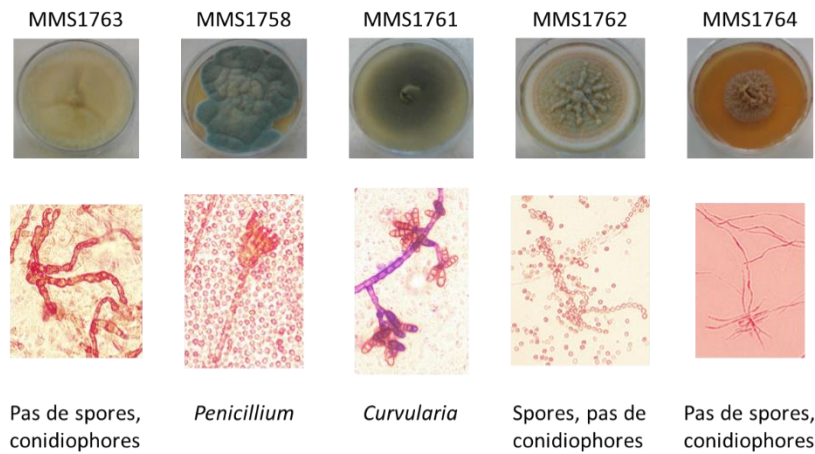 MMS1763
MMS1758
MMS1761
MMS1762
MMS1764
Pas de spores,
conidiophores
Penicillium
Curvularia
Spores, pas de
conidiophores
Pas de spores,
conidiophores